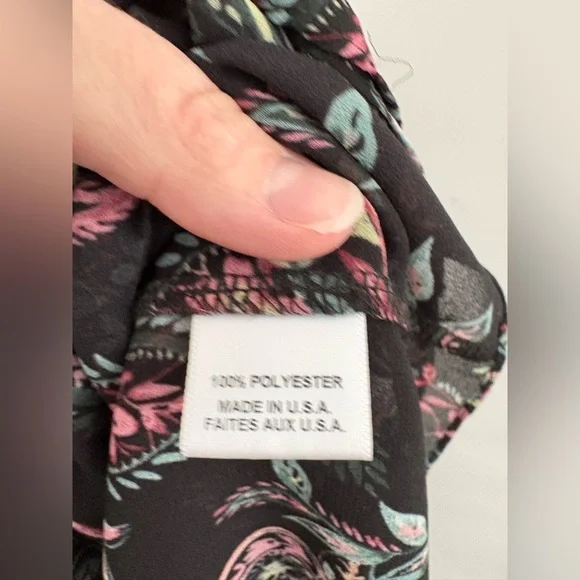 100% POLYESTER
MADE IN U.S.A.
FAITES AUX U.S.A.